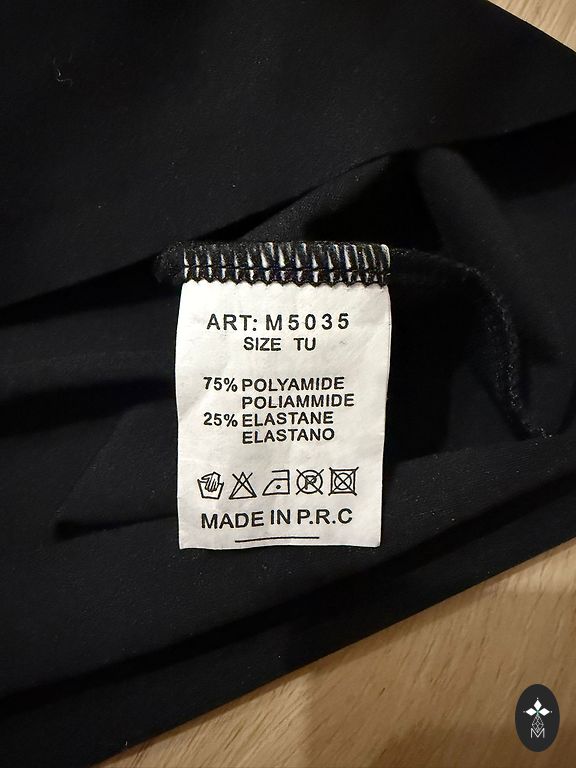 ART: M5035
SIZE TU
75% POLYAMIDE
POLIAMMIDE
25% ELASTANE
ELASTANO
MADE IN P.R.C